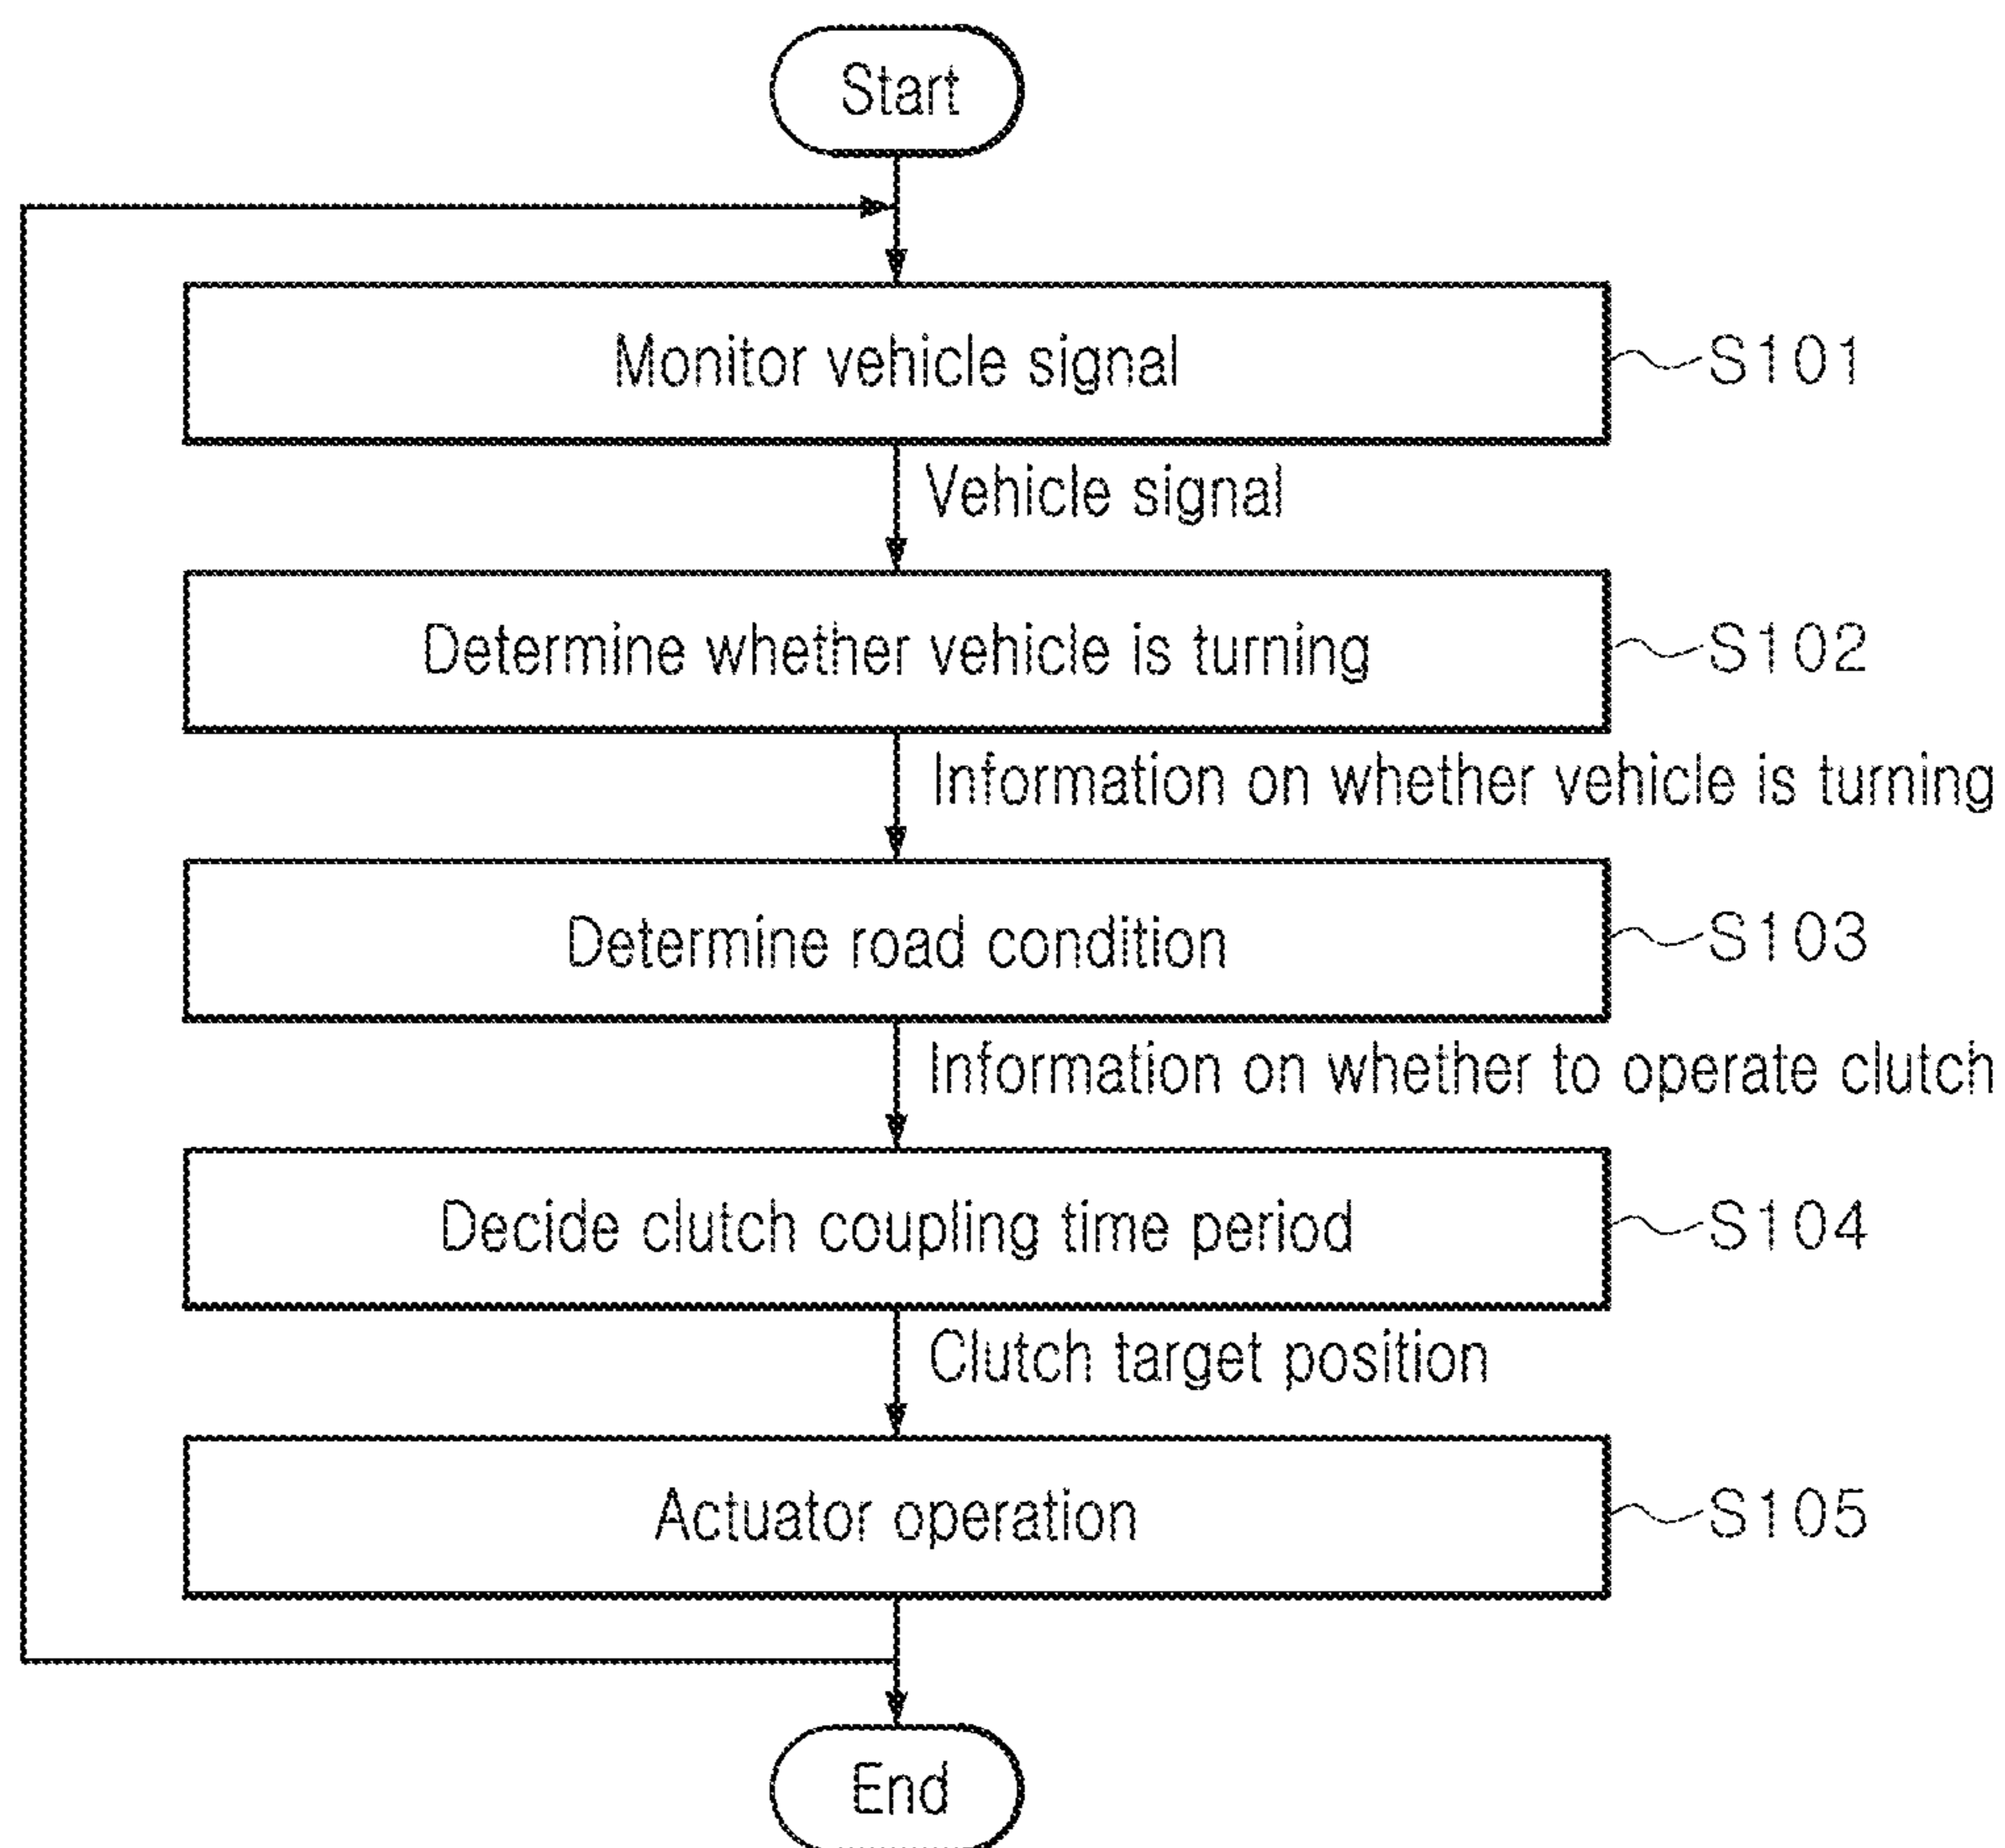 Start
Monitor vehicle signal
S101
Vehicle signal
Determine whether vehicle is turning
S102
Information on whether vehicle is turning
Determine road condition
S103
Information on whether to operate clutch
Decide clutch coupling time period
S104
Clutch target position
Actuator operation
S105
End